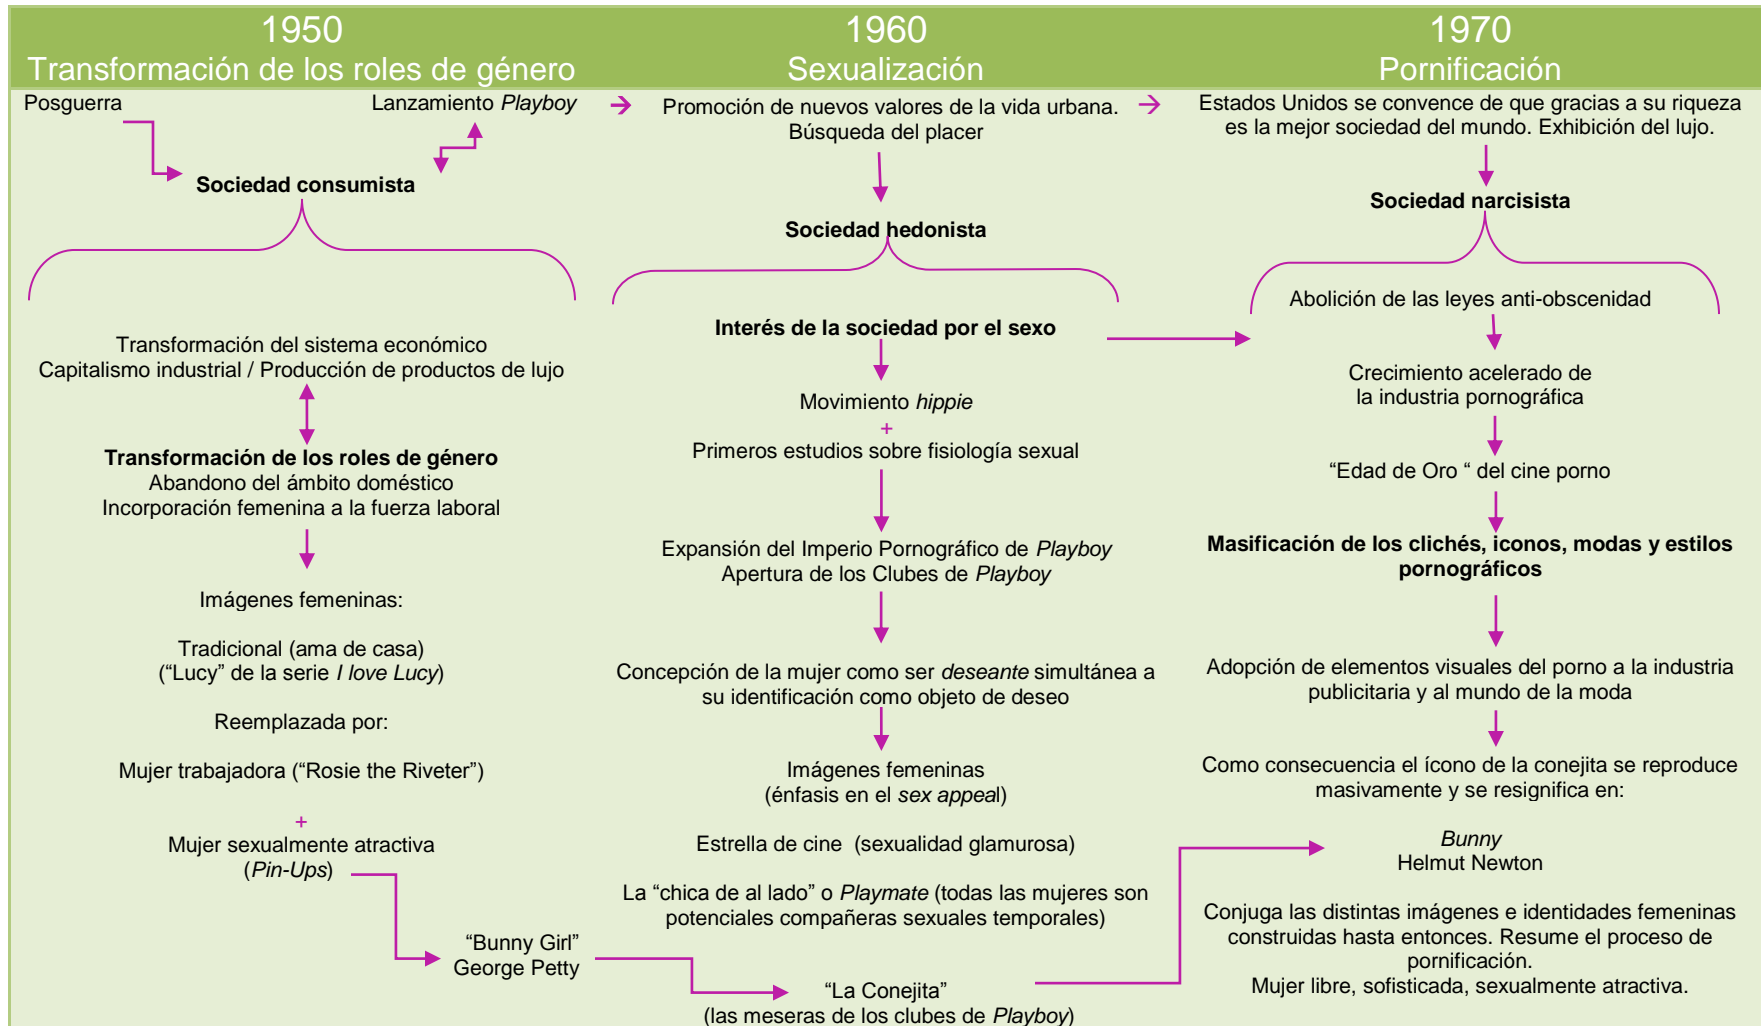 1950
Transformación de los roles de género
Posguerra
Lanzamiento Playboy
Sociedad consumista
Transformación del sistema económico
Capitalismo industrial / Producción de productos de lujo
Transformación de los roles de género
Abandono del ámbito doméstico
Incorporación femenina a la fuerza laboral
Imágenes femeninas:
Tradicional (ama de casa)
(“Lucy” de la serie I love Lucy)
Reemplazada por:
Mujer trabajadora (“Rosie the Riveter”)
+
Mujer sexualmente atractiva
(Pin-Ups)
“Bunny Girl”
George Petty
1960
Sexualización
Promoción de nuevos valores de la vida urbana.
Búsqueda del placer
Sociedad hedonista
Interés de la sociedad por el sexo
Movimiento hippie
+
Primeros estudios sobre fisiología sexual
Expansión del Imperio Pornográfico de Playboy
Apertura de los Clubes de Playboy
Concepción de la mujer como ser deseante simultánea a
su identificación como objeto de deseo
Imágenes femeninas
(énfasis en el sex appeal)
Estrella de cine (sexualidad glamurosa)
La “chica de al lado” o Playmate (todas las mujeres son
potenciales compañeras sexuales temporales)
“La Conejita”
(las meseras de los clubes de Playboy)
1970
Pornificación
Estados Unidos se convence de que gracias a su riqueza
es la mejor sociedad del mundo. Exhibición del lujo.
Sociedad narcisista
Abolición de las leyes anti-obscenidad
Crecimiento acelerado de
la industria pornográfica
“Edad de Oro “ del cine porno
Masificación de los clichés, iconos, modas y estilos
pornográficos
Adopción de elementos visuales del porno a la industria
publicitaria y al mundo de la moda
Como consecuencia el ícono de la conejita se reproduce
masivamente y se resignifica en:
Bunny
Helmut Newton
Conjuga las distintas imágenes e identidades femeninas
construidas hasta entonces. Resume el proceso de
pornificación.
Mujer libre, sofisticada, sexualmente atractiva.